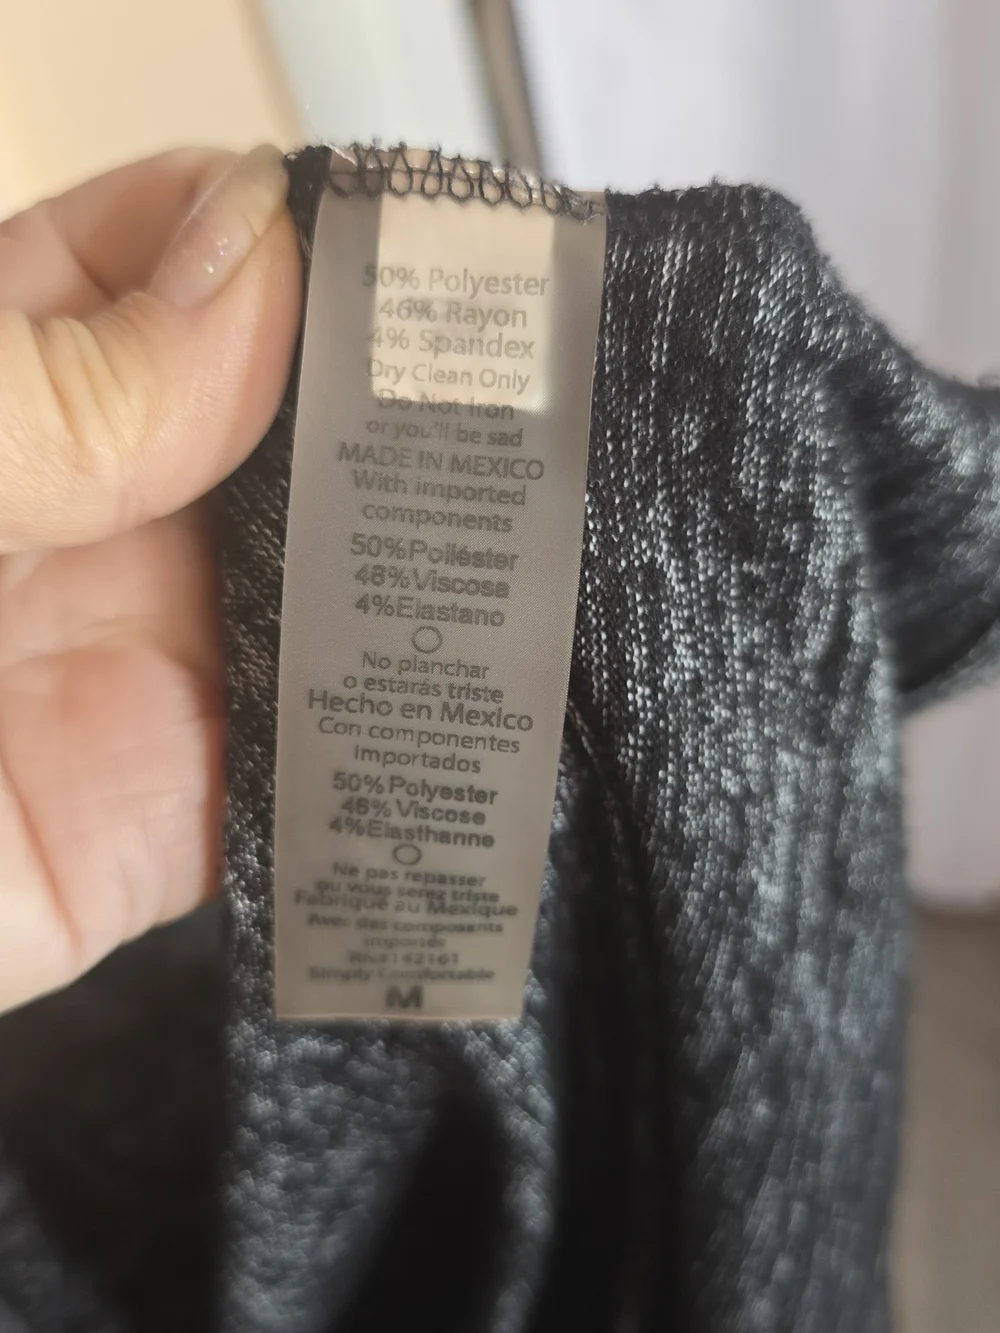 50% Polyester
46% Rayon
4% Spandex
Dry Clean Only
Do Not Iron
or you'll be sad
MADE IN MEXICO
With imported
components
50%Poliéster
46%Viscosa
4%Elastano
No planchar
o estarás triste
Hecho en Mexico
Con componentes
importados
50%Polyester
46%Viscose
4%Elasthanne
Ne pas repasser
ou vous serez triste
Fabriqué au Mexique
Avec des composants
importés
Simply Comfortable
M